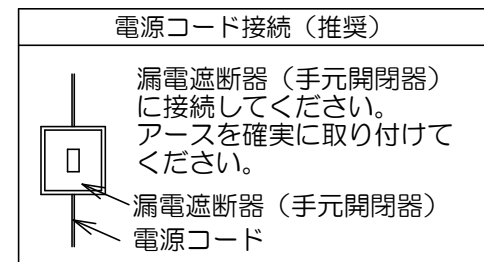 電源コード接続（推奨）
漏電遮断器（手元開閉器）
に接続してください。
アースを確実に取り付けて
ください。
漏電遮断器（手元開閉器）
電源コード